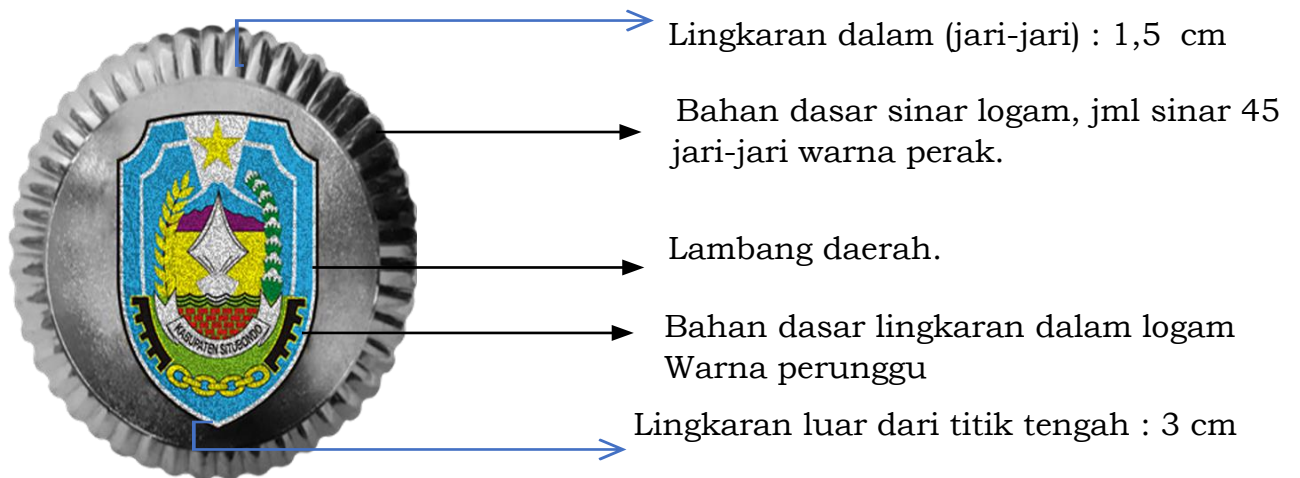 Lingkaran dalam (jari-jari) : 1,5 cm
Bahan dasar sinar logam, jml sinar 45
jari-jari warna perak.
Lambang daerah.
Bahan dasar lingkaran dalam logam
Warna perunggu
Lingkaran luar dari titik tengah : 3 cm
KABUPATEN SITUBONDO